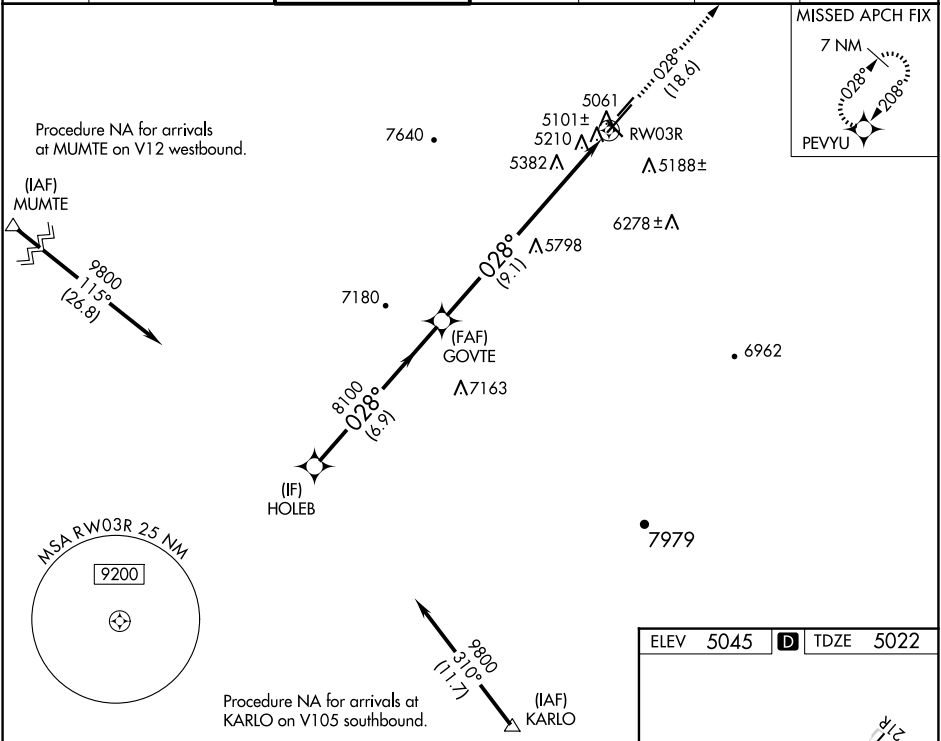 MISSED APCH FIX
7 NM
028°
208°
PEVYU
028°
(18.6)
5061
5101±
5210
RW03R
5382
5188±
7640
Procedure NA for arrivals
at MUMTE on V12 westbound.
(IAF)
MUMTE
6278±
5798
028°
(9.1)
9800
115°
(26.8)
7180
(FAF)
GOVTE
6962
7163
8100
028°
(6.9)
(IF)
HOLEB
7979
MSA RW03R 25 NM
9200
9800
310°
(11.7)
(IAF)
KARLO
Procedure NA for arrivals at
KARLO on V105 southbound.
ELEV 5045 D TDZE 5022
21R